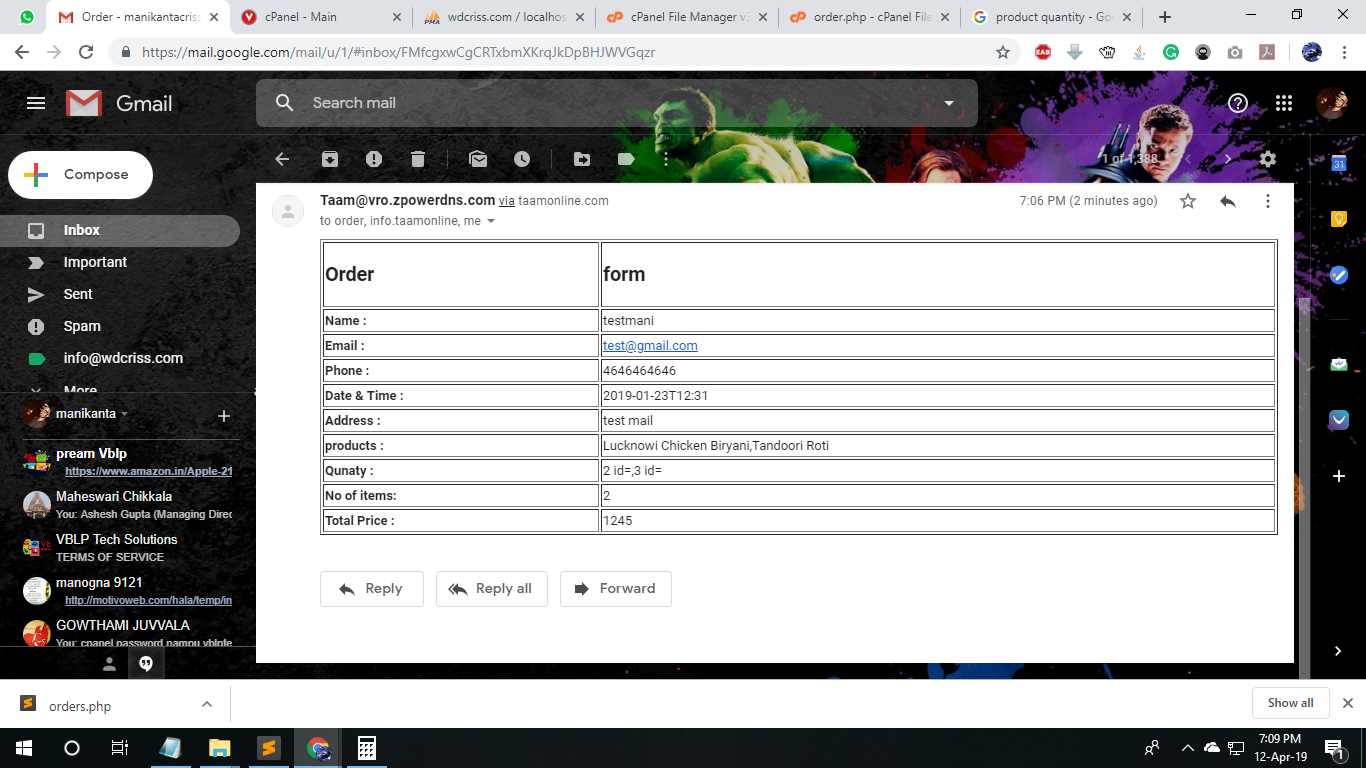 Order - manikantacriss
cPanel - Main
wdcriss.com / localhos
cPanel File Manager v3
order.php - cPanel File
product quantity - Go
https://mail.google.com/mail/u/1/#inbox/FMfcgxwCgCRTxbmXKrqJkDpBHJWVGqzr
Gmail
Search mail
Compose
1 of 1,388
Inbox
Important
Sent
Spam
info@wdcriss.com
More
manikanta
pream Vblp
https://www.amazon.in/Apple-21
Maheswari Chikkala
You: Ashesh Gupta (Managing Direc
VBLP Tech Solutions
TERMS OF SERVICE
manogna 9121
http://motivoweb.com/hala/temp/in
GOWTHAMI JUVVALA
You: cpanel password pampu vblpte
Taam@vro.zpowerdns.com via taamonline.com
7:06 PM (2 minutes ago)
to order, info.taamonline, me
Order form
Name : testmani
Email : test@gmail.com
Phone : 4646464646
Date & Time : 2019-01-23T12:31
Address : test mail
products : Lucknowi Chicken Biryani,Tandoori Roti
Qunaty : 2 id=,3 id=
No of items: 2
Total Price : 1245
Reply
Reply all
Forward
31
orders.php
Show all
7:09 PM
12-Apr-19
1